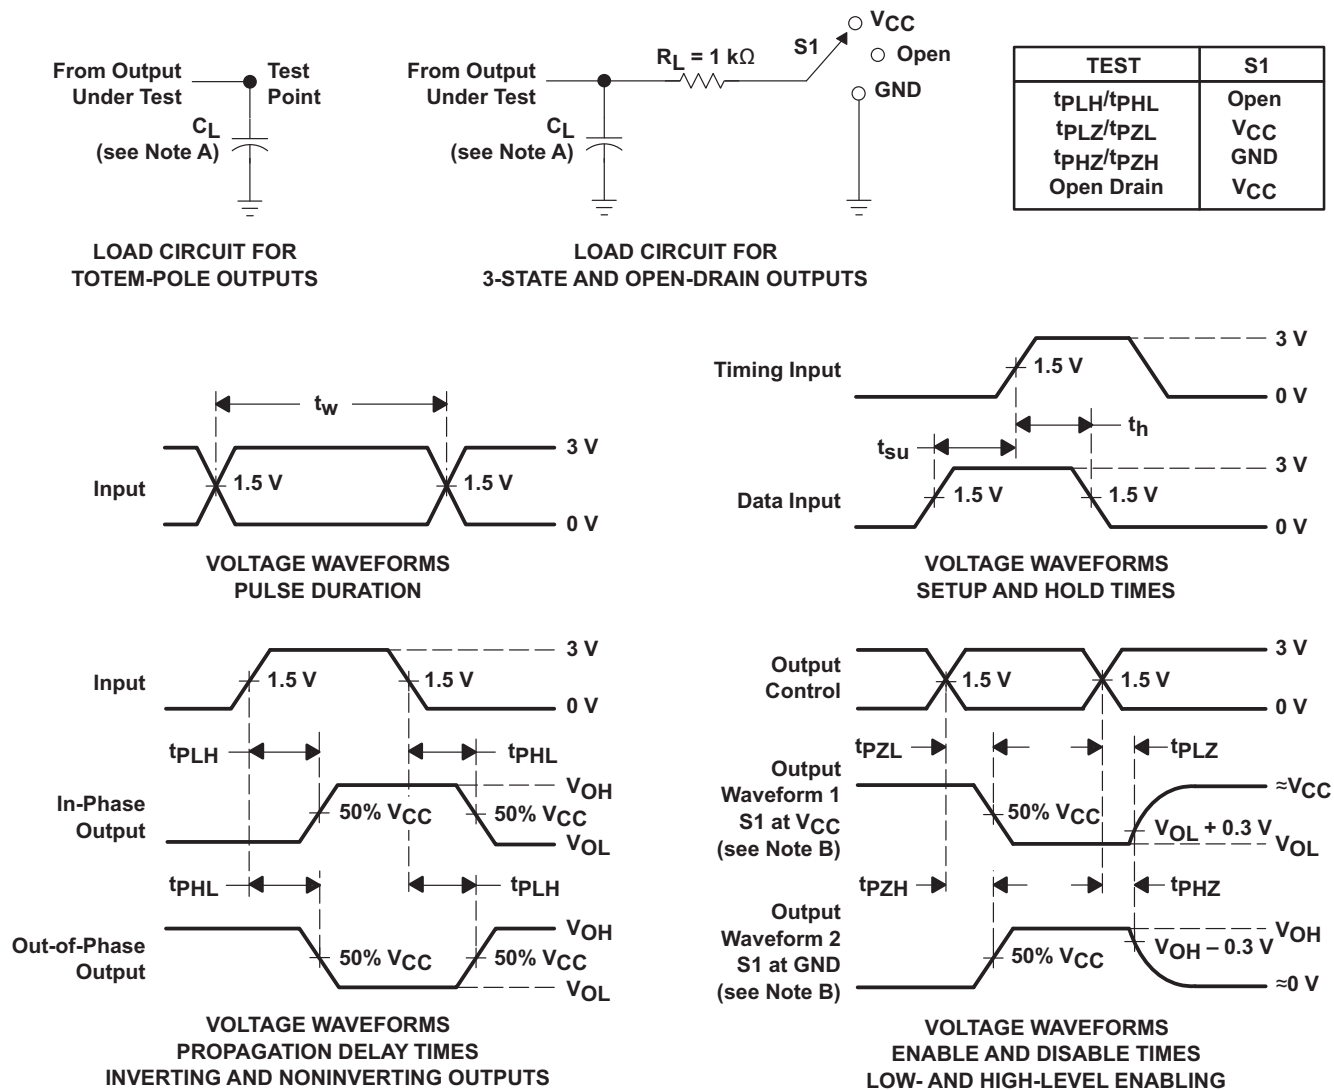 From Output
Under Test
Test
Point
CL
(see Note A)
LOAD CIRCUIT FOR
TOTEM-POLE OUTPUTS
From Output
Under Test
CL
(see Note A)
RL = 1 kΩ
S1
VCC
Open
GND
LOAD CIRCUIT FOR
3-STATE AND OPEN-DRAIN OUTPUTS
TEST S1
tPLH/tPHL Open
tPLZ/tPZL VCC
tPHZ/tPZH GND
Open Drain VCC
tw
Input
1.5 V
1.5 V
3 V
0 V
VOLTAGE WAVEFORMS
PULSE DURATION
Timing Input
1.5 V
3 V
0 V
tsu
th
Data Input
1.5 V
1.5 V
3 V
0 V
VOLTAGE WAVEFORMS
SETUP AND HOLD TIMES
Input
1.5 V
1.5 V
3 V
0 V
tPLH
tPHL
In-Phase
Output
50% VCC
50% VCC
VOH
VOL
tPHL
tPLH
Out-of-Phase
Output
50% VCC
50% VCC
VOH
VOL
VOLTAGE WAVEFORMS
PROPAGATION DELAY TIMES
INVERTING AND NONINVERTING OUTPUTS
Output
Control
1.5 V
1.5 V
3 V
0 V
tPZL
tPLZ
Output
Waveform 1
S1 at VCC
(see Note B)
50% VCC
VOL + 0.3 V
≈VCC
VOL
tPZH
tPHZ
Output
Waveform 2
S1 at GND
(see Note B)
50% VCC
VOH – 0.3 V
VOH
≈0 V
VOLTAGE WAVEFORMS
ENABLE AND DISABLE TIMES
LOW- AND HIGH-LEVEL ENABLING